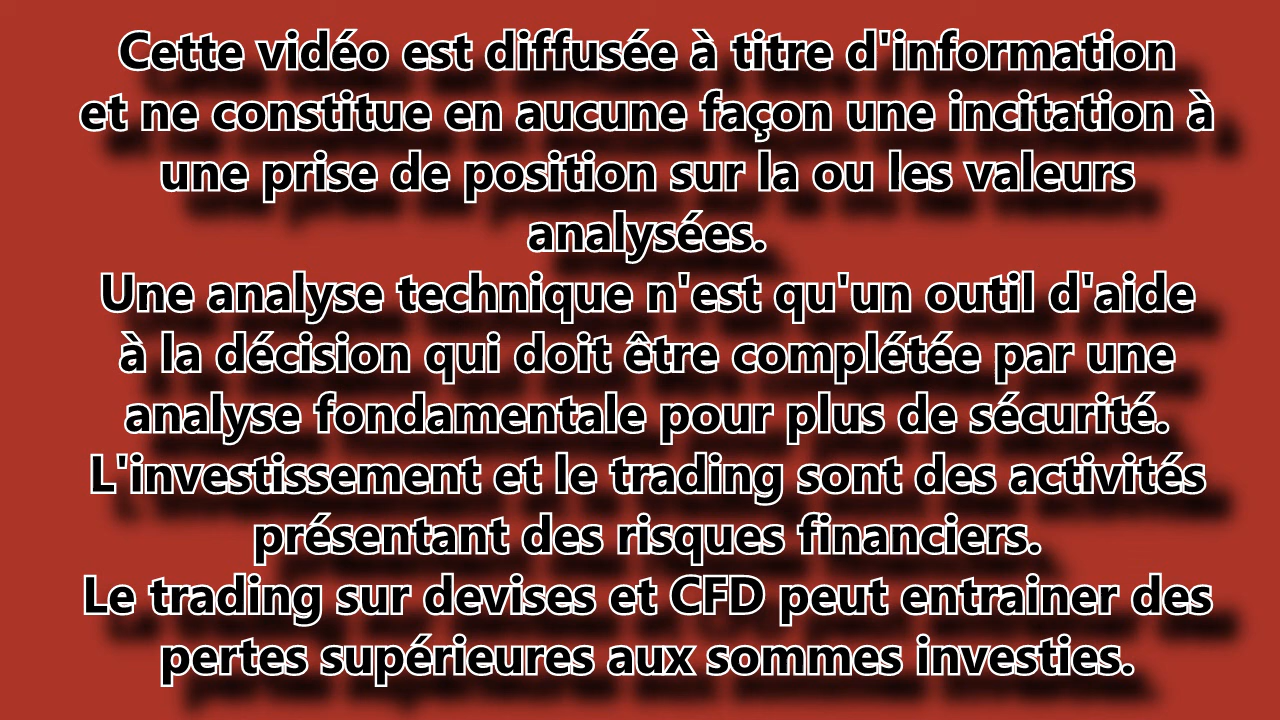 Cette vidéo est diffusée à titre d'information
et ne constitue en aucune façon une incitation à
une prise de position sur la ou les valeurs
analysées.
Une analyse technique n'est qu'un outil d'aide
à la décision qui doit être complétée par une
analyse fondamentale pour plus de sécurité.
L'investissement et le trading sont des activités
présentant des risques financiers.
Le trading sur devises et CFD peut entrainer des
pertes supérieures aux sommes investies.